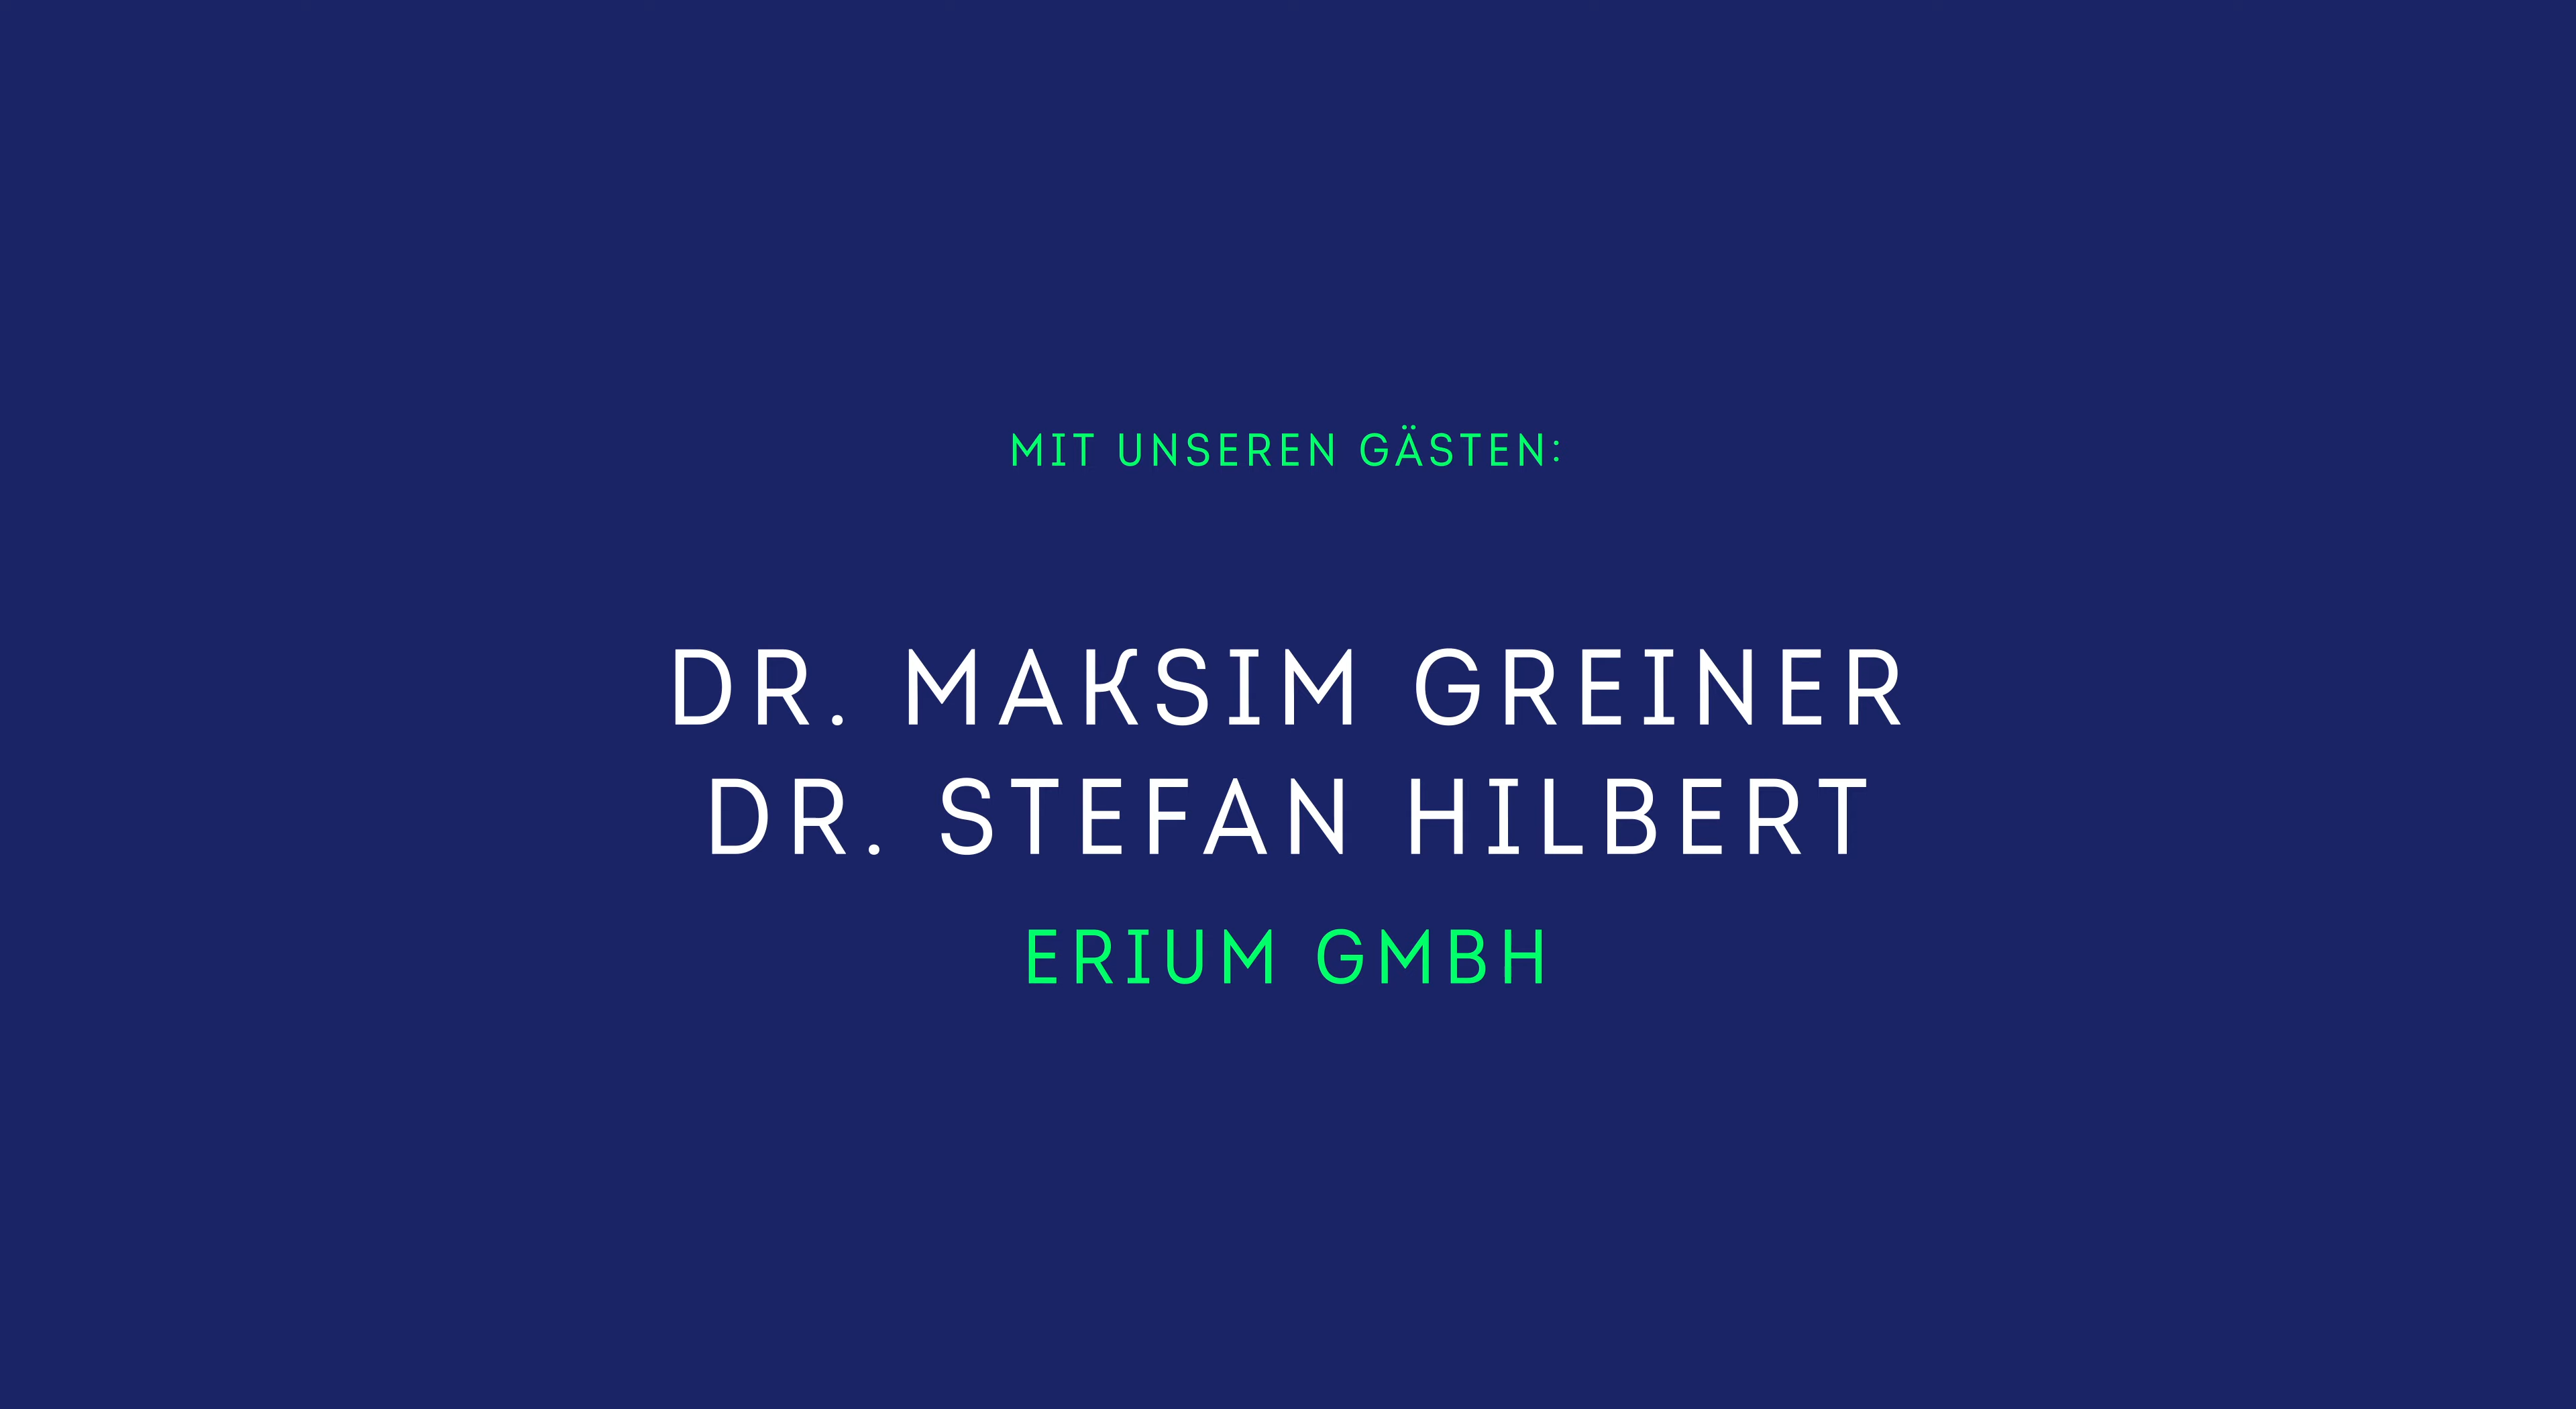 MIT UNSEREN GÄSTEN:
DR. MAKSIM GREINER
DR. STEFAN HILBERT
ERIUM GMBH